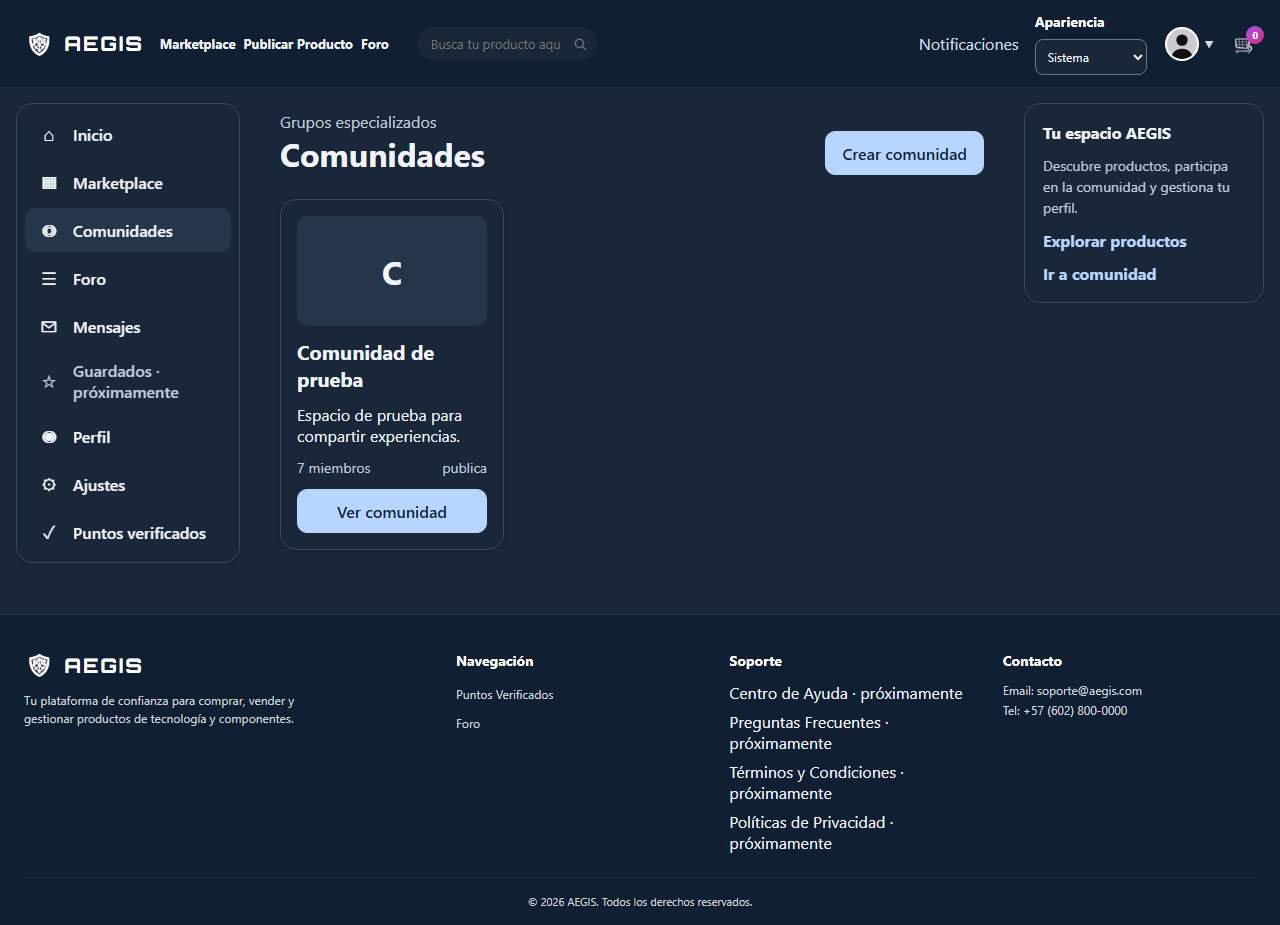 AEGIS
Marketplace Publicar Producto Foro
Busca tu producto aqu
Notificaciones
Apariencia
Sistema
0
Inicio
Marketplace
Comunidades
Foro
Mensajes
Guardados ·
próximamente
Perfil
Ajustes
Puntos verificados
Grupos especializados
Comunidades
Crear comunidad
C
Comunidad de
prueba
Espacio de prueba para
compartir experiencias.
7 miembros publica
Ver comunidad
Tu espacio AEGIS
Descubre productos, participa
en la comunidad y gestiona tu
perfil.
Explorar productos
Ir a comunidad
AEGIS
Tu plataforma de confianza para comprar, vender y
gestionar productos de tecnología y componentes.
Navegación
Puntos Verificados
Foro
Soporte
Centro de Ayuda · próximamente
Preguntas Frecuentes ·
próximamente
Términos y Condiciones ·
próximamente
Políticas de Privacidad ·
próximamente
Contacto
Email: soporte@aegis.com
Tel: +57 (602) 800-0000
© 2026 AEGIS. Todos los derechos reservados.